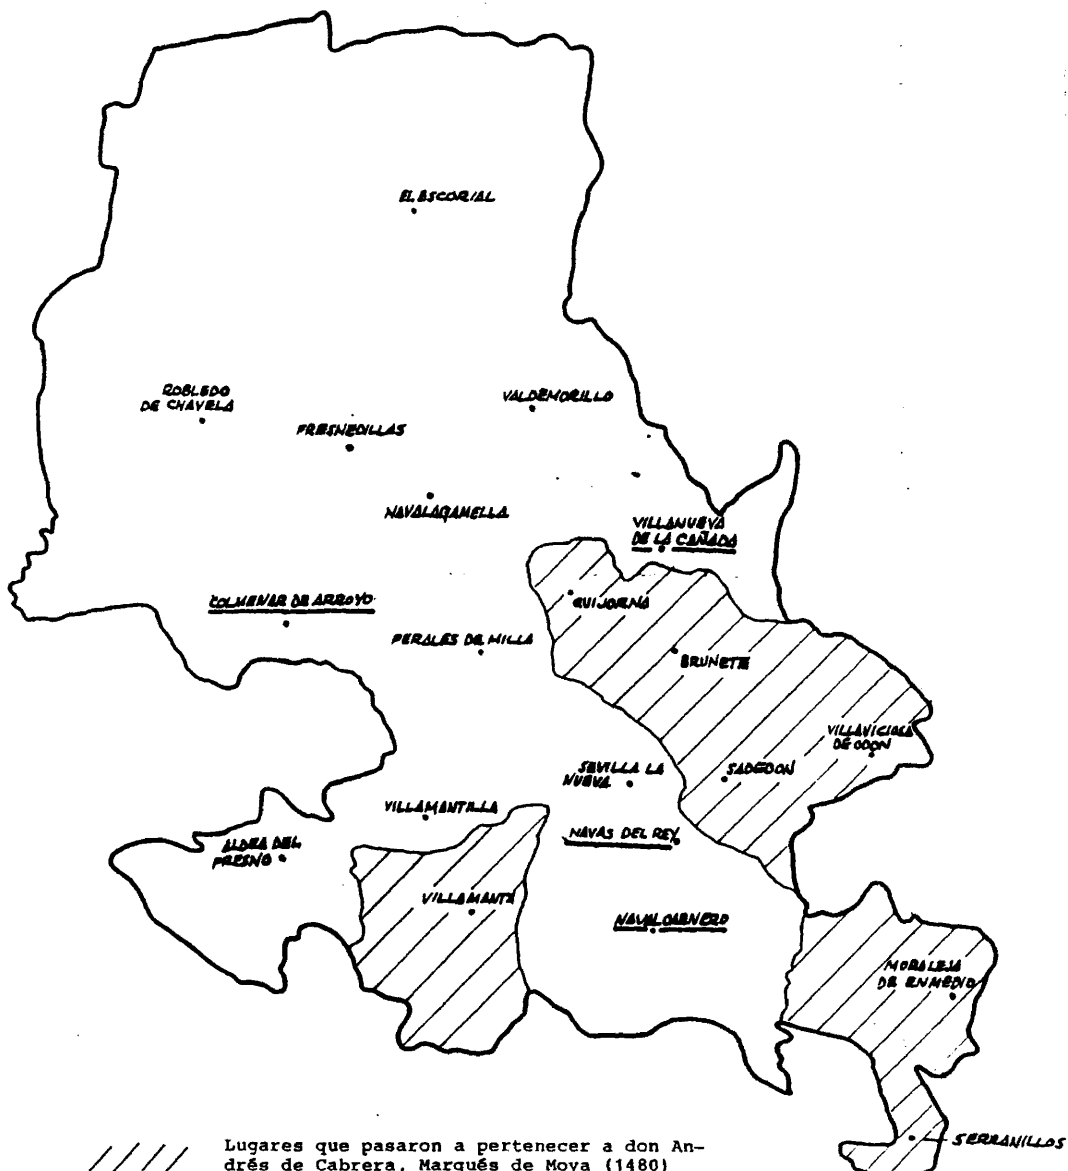 EL ESCORIAL
ROBLEDO
DE CHAVELA
VALDEMORILLO
FRESNEDILLAS
NAVALAGAMELLA
VILLANUEVA
DE LA CAÑADA
COLMENAR DE ARROYO
QUIJORNA
PERALES DE MILLA
BRUNETE
VILLAVICIOSA
DE ODON
SEVILLA LA
NUEVA
SADEDON
VILLAMANTILLA
NAVAS DEL REY
ALDEA DEL
FRESNO
VILLAMANTA
NAVALCARNERO
MORALEJA
DE ENMEDIO
SERRANILLOS
Lugares que pasaron a pertenecer a don An-
drés de Cabrera, Marqués de Moya (1480)